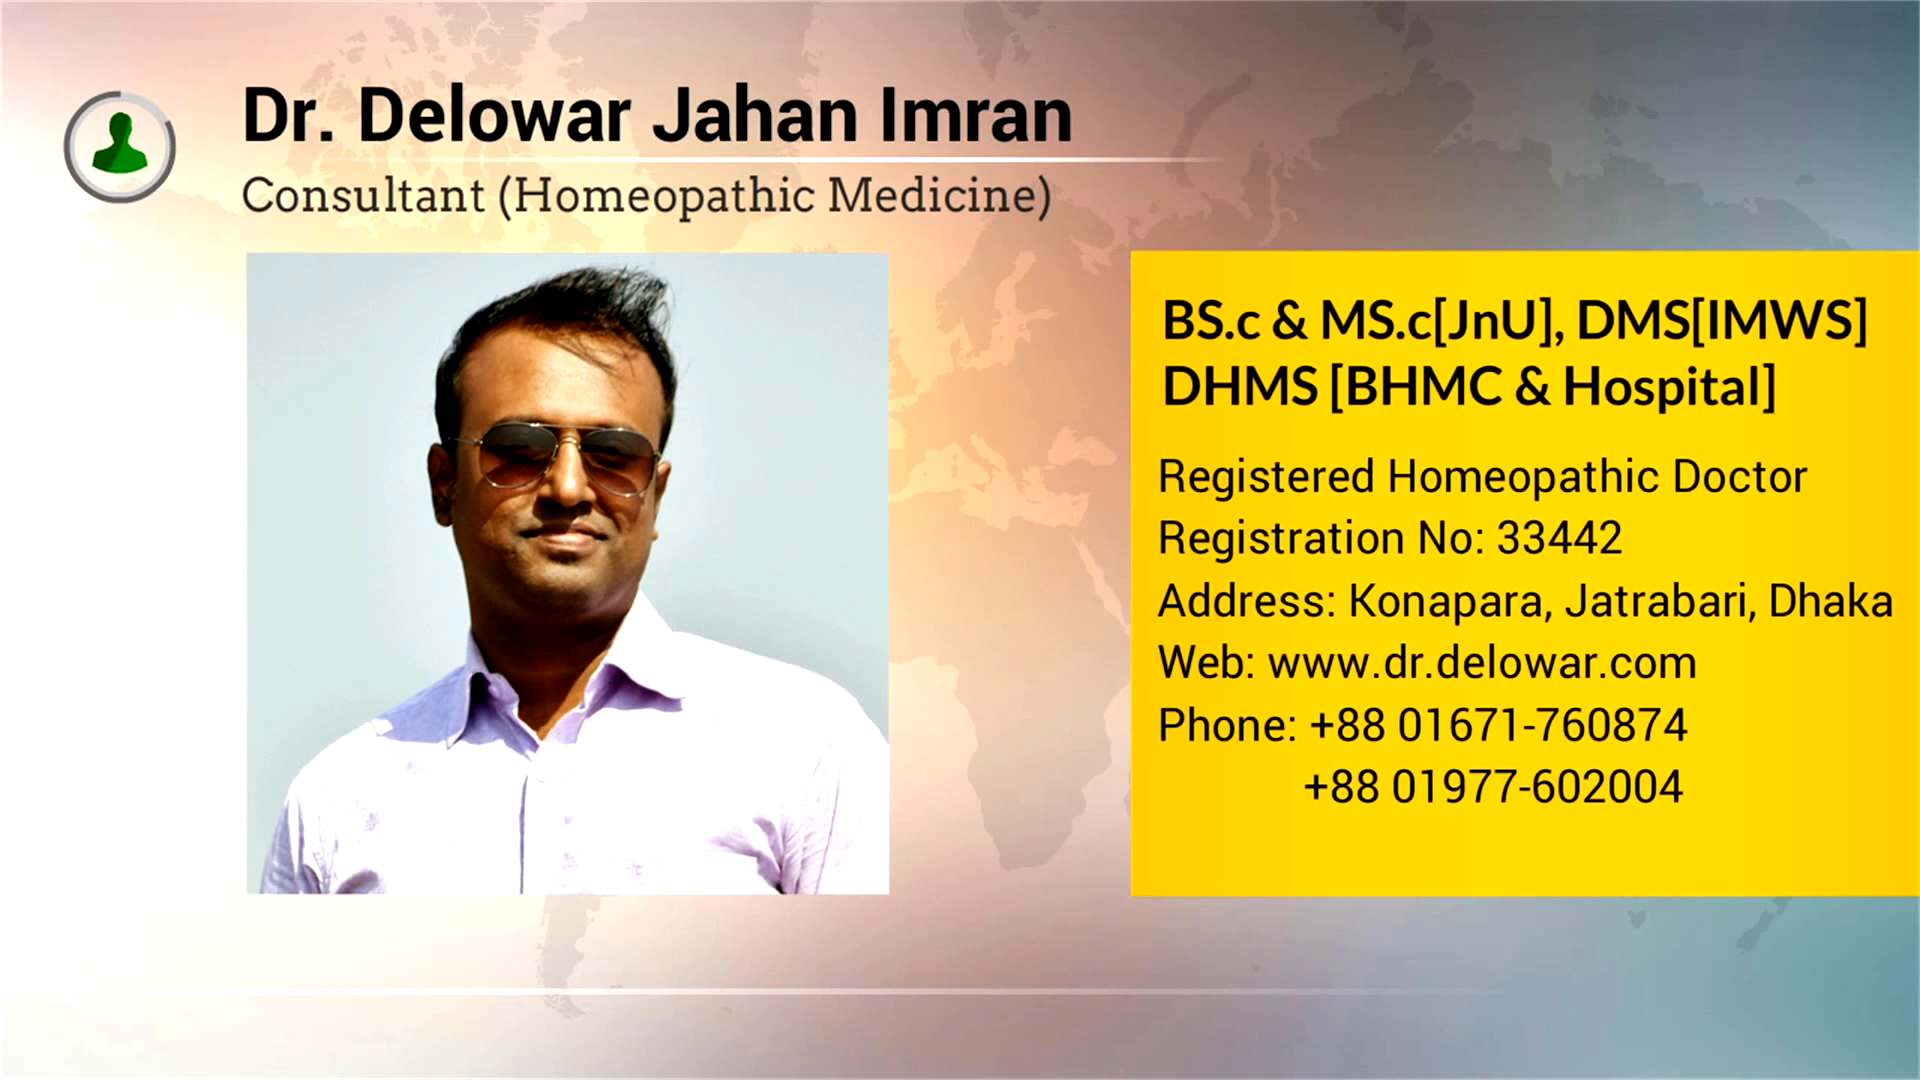 Dr. Delowar Jahan Imran
Consultant (Homeopathic Medicine)
BS.c & MS.c[JnU], DMS[IMWS]
DHMS [BHMC & Hospital]
Registered Homeopathic Doctor
Registration No: 33442
Address: Konapara, Jatrabari, Dhaka
Web: www.dr.delowar.com
Phone: +88 01671-760874
+88 01977-602004